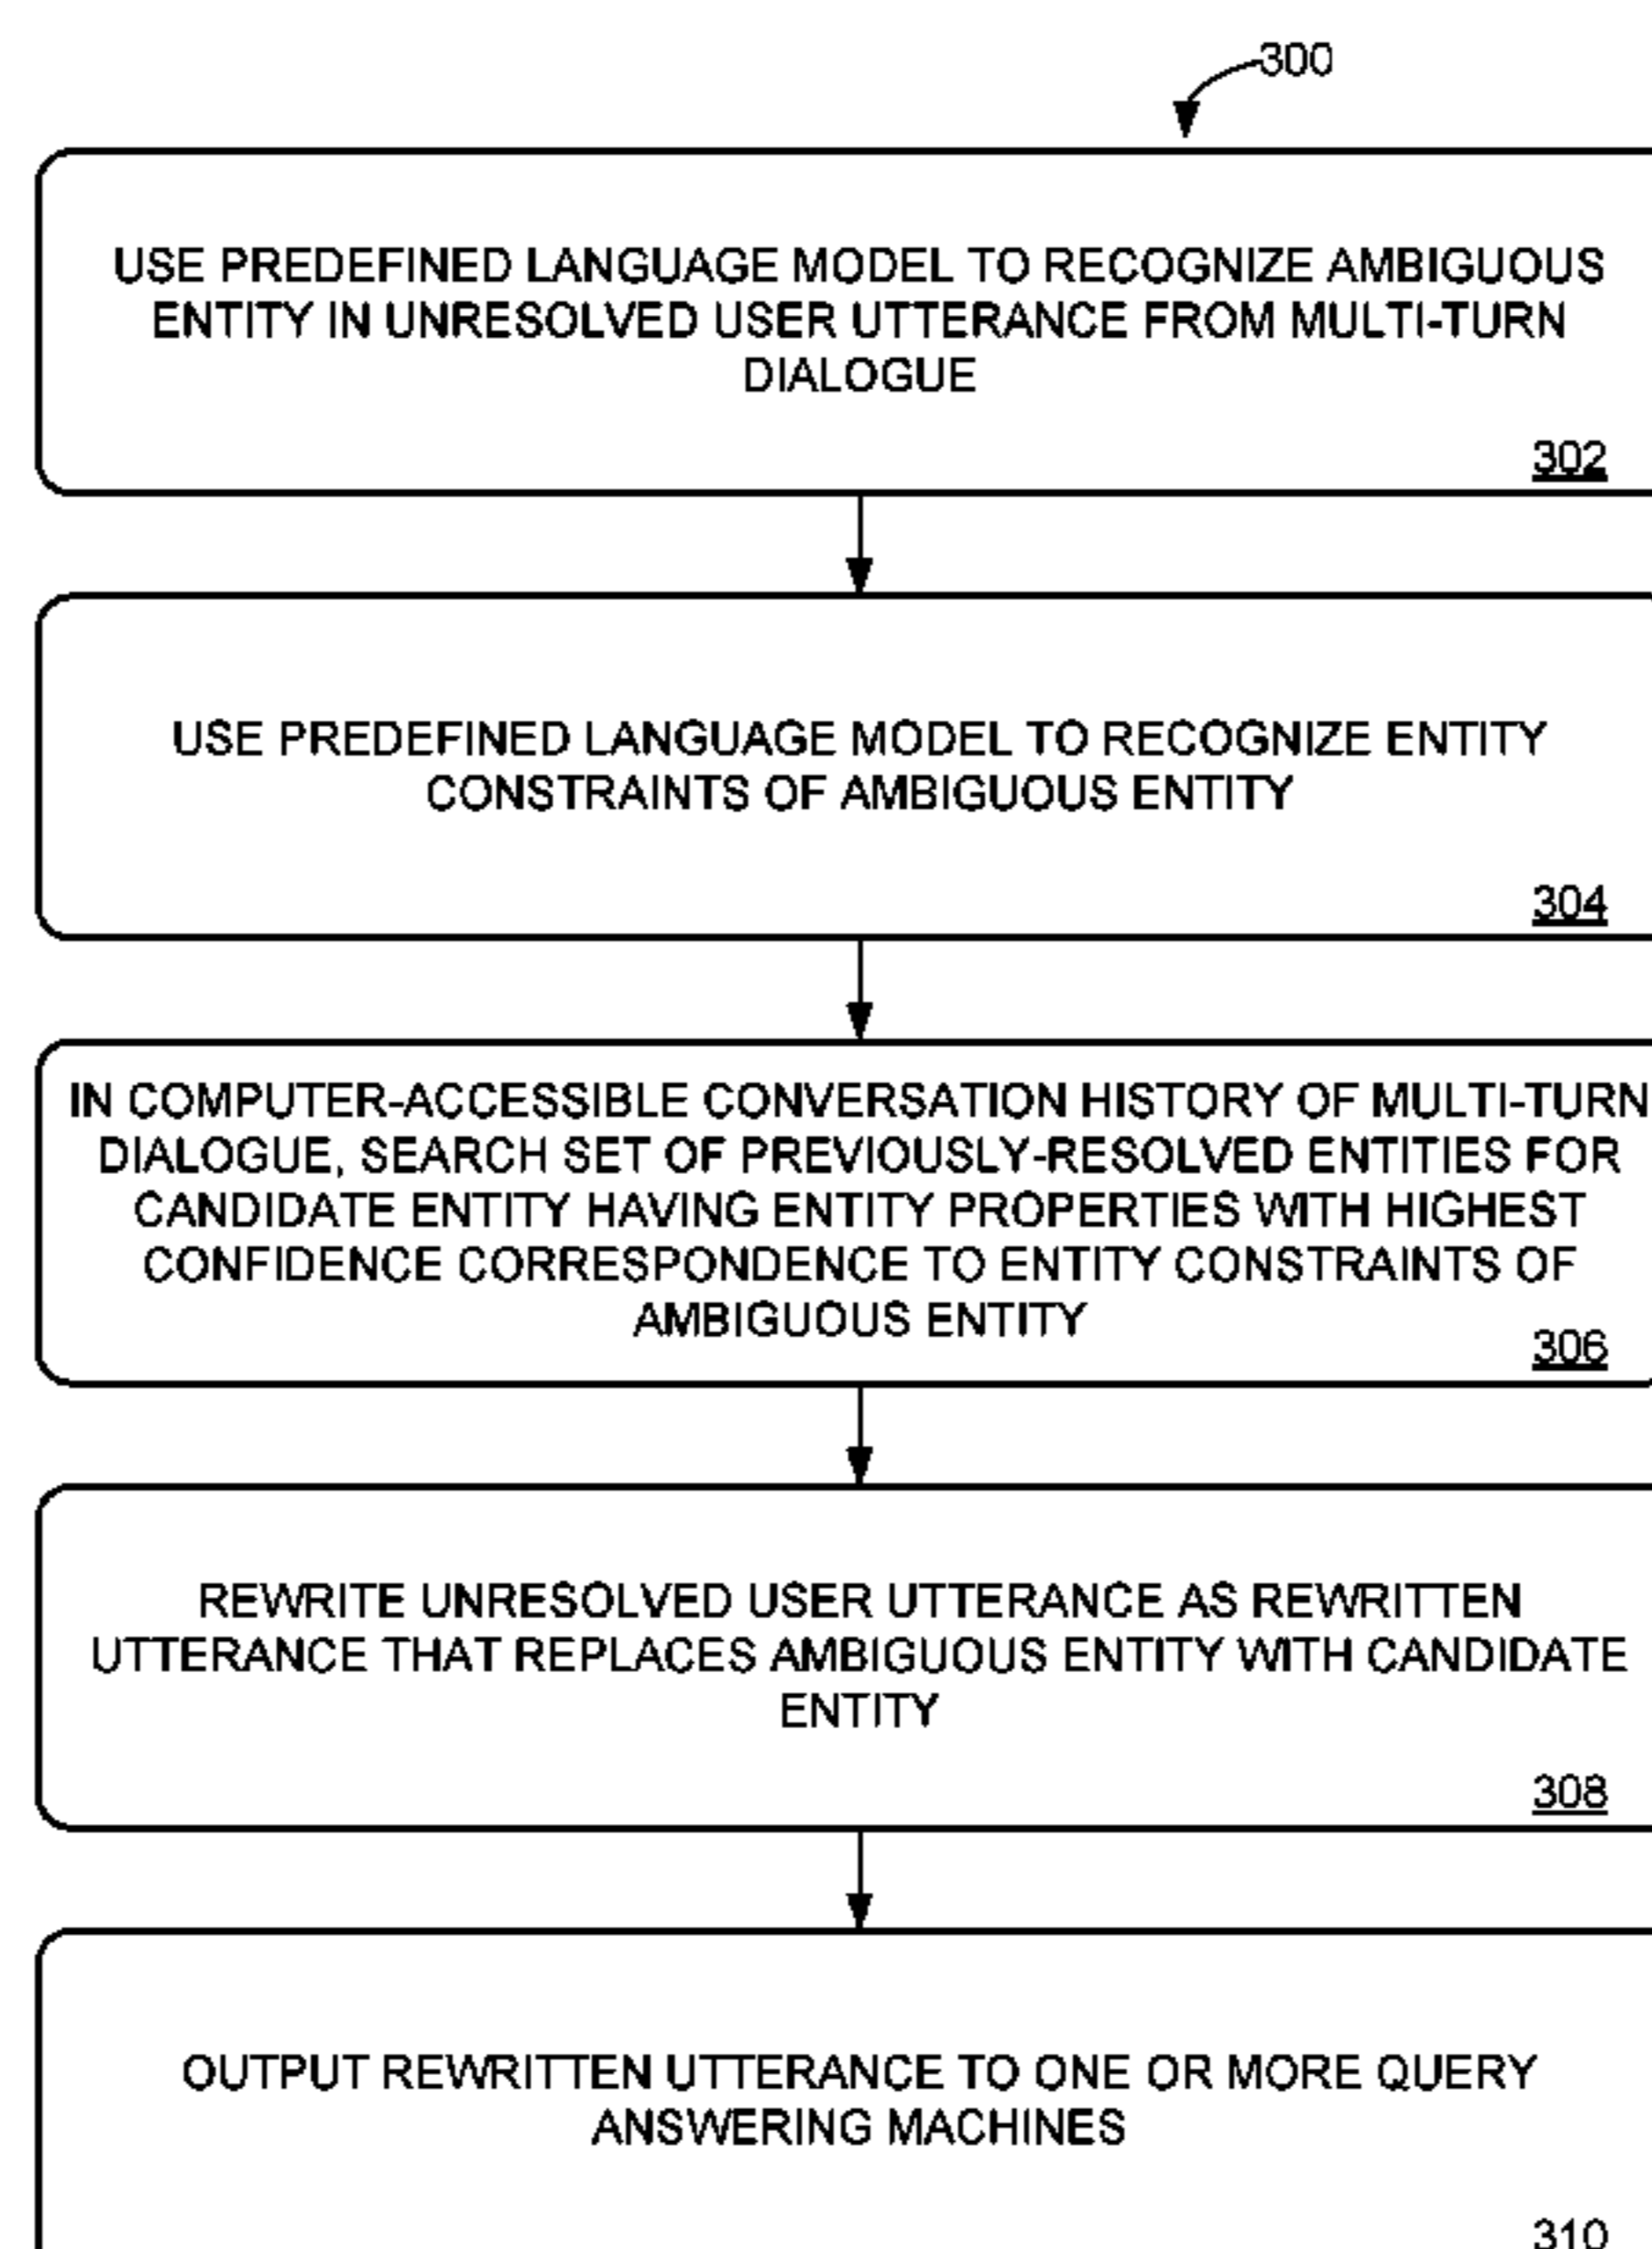 300
USE PREDEFINED LANGUAGE MODEL TO RECOGNIZE AMBIGUOUS
ENTITY IN UNRESOLVED USER UTTERANCE FROM MULTI-TURN
DIALOGUE
302
USE PREDEFINED LANGUAGE MODEL TO RECOGNIZE ENTITY
CONSTRAINTS OF AMBIGUOUS ENTITY
304
IN COMPUTER-ACCESSIBLE CONVERSATION HISTORY OF MULTI-TURN
DIALOGUE, SEARCH SET OF PREVIOUSLY-RESOLVED ENTITIES FOR
CANDIDATE ENTITY HAVING ENTITY PROPERTIES WITH HIGHEST
CONFIDENCE CORRESPONDENCE TO ENTITY CONSTRAINTS OF
AMBIGUOUS ENTITY
306
REWRITE UNRESOLVED USER UTTERANCE AS REWRITTEN
UTTERANCE THAT REPLACES AMBIGUOUS ENTITY WITH CANDIDATE
ENTITY
308
OUTPUT REWRITTEN UTTERANCE TO ONE OR MORE QUERY
ANSWERING MACHINES
310